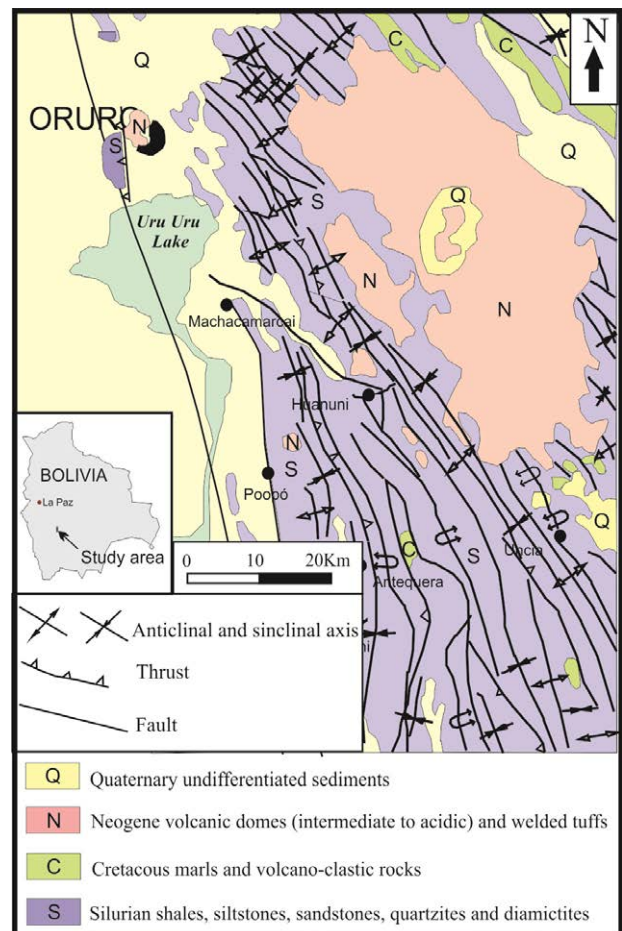 N
Q
C
C
ORURO
N
S
Q
Uru Uru
Lake
S
Q
N
N
Machacamarcai
Huanuni
N
S
Poopó
BOLIVIA
La Paz
Study area
0 10 20Km
C
Antequera
S
Uncia
Q
Anticlinal and sinclinal axis
Thrust
Fault
Q Quaternary undifferentiated sediments
N Neogene volcanic domes (intermediate to acidic) and welded tuffs
C Cretacous marls and volcano-clastic rocks
S Silurian shales, siltstones, sandstones, quartzites and diamictites